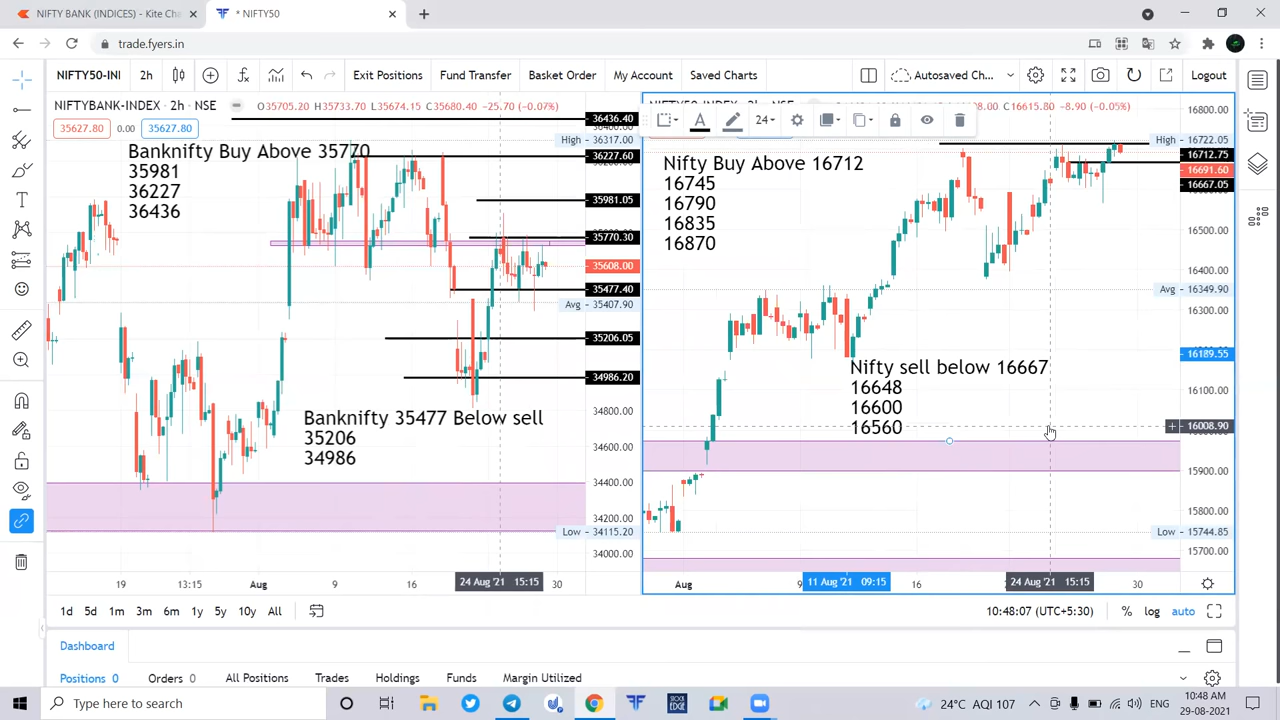 NIFTY BANK (INDICES) - Kite Cha
* NIFTY50
trade.fyers.in
NIFTY50-INI
2h
Exit Positions
Fund Transfer
Basket Order
My Account
Saved Charts
Autosaved Ch...
Logout
NIFTYBANK-INDEX · 2h · NSE
O35705.20 H35733.70 L35674.15 C35680.40 -25.70 (-0.07%)
35627.80
0.00
35627.80
Banknifty Buy Above 35770
35981
36227
36436
Banknifty 35477 Below sell
35206
34986
36436.40
36400.00
High
36317.00
36227.60
35981.05
35770.30
35608.00
35477.40
Avg
35407.90
35206.05
34986.20
34800.00
34600.00
34400.00
34200.00
Low
34115.20
34000.00
19
13:15
Aug
9
16
24 Aug '21 15:15
30
16615.80 -8.90 (-0.05%)
24
Nifty Buy Above 16712
16745
16790
16835
16870
Nifty sell below 16667
16648
16600
16560
16800.00
High
16722.05
16712.75
16691.60
16667.05
16500.00
16400.00
Avg
16349.90
16300.00
16189.55
16100.00
16008.90
15900.00
15800.00
Low
15744.85
15700.00
Aug
11 Aug '21 09:15
16
24 Aug '21 15:15
30
1d
5d
1m
3m
6m
1y
5y
10y
All
10:48:07 (UTC+5:30)
%
log
auto
Dashboard
Positions 0
Orders 0
All Positions
Trades
Holdings
Funds
Margin Utilized
Type here to search
24°C AQI 107
ENG
10:48 AM
29-08-2021